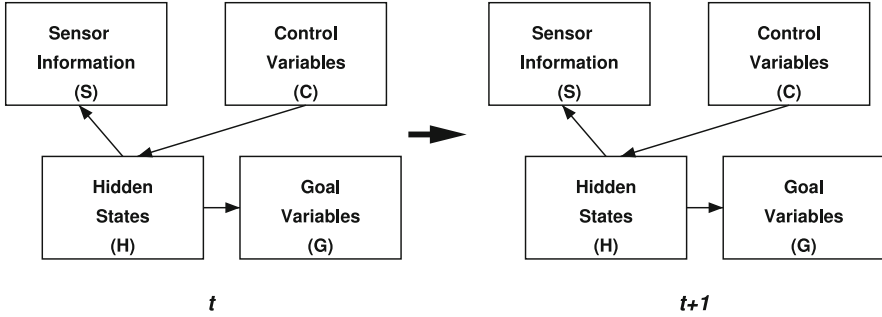 Sensor
Information
(S)
Control
Variables
(C)
Hidden
States
(H)
Goal
Variables
(G)
t
Sensor
Information
(S)
Control
Variables
(C)
Hidden
States
(H)
Goal
Variables
(G)
t+1